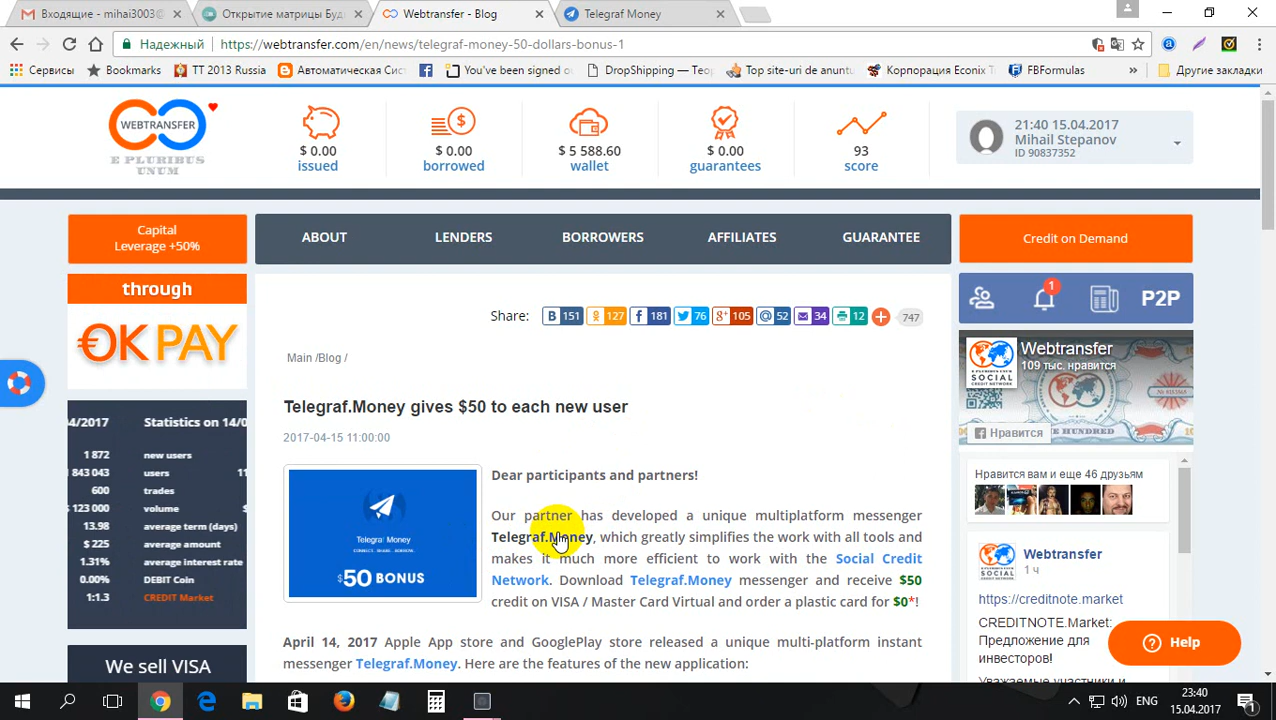 Входящие - mihai3003@
Открытие матрицы Буд
Webtransfer - Blog
Telegraf Money
Надежный
https://webtransfer.com/en/news/telegraf-money-50-dollars-bonus-1
Сервисы
Bookmarks
TT 2013 Russia
Автоматическая Сис
You've been signed o
DropShipping — Teo
Top site-uri de anuntu
Корпорация Econix T
FBFormulas
»
Другие закладки
WEBTRANSFER
E PLURIBUS
UNUM
$ 0.00
issued
$ 0.00
borrowed
$ 5 588.60
wallet
$ 0.00
guarantees
93
score
21:40 15.04.2017
Mihail Stepanov
ID 90837352
Capital
Leverage +50%
ABOUT
LENDERS
BORROWERS
AFFILIATES
GUARANTEE
Credit on Demand
through
€OK PAY
Share:
151
127
181
76
105
52
34
12
747
1
P2P
Main /Blog /
Webtransfer
109 тыс. нравится
E PLURIBUS UNUM
SOCIAL
CREDIT NETWORK
Нравится
Telegraf.Money gives $50 to each new user
2017-04-15 11:00:00
04/2017
Statistics on 14/0
1 872 new users
843 043 users 1
600 trades
123 000 volume
13.98 average term (days)
$ 225 average amount
1.31% average interest rate
0.00% DEBIT Coin
1:1.3 CREDIT Market
Telegraf Money
$50 BONUS
Dear participants and partners!
Our partner has developed a unique multiplatform messenger
Telegraf.Money, which greatly simplifies the work with all tools and
makes it much more efficient to work with the Social Credit
Network. Download Telegraf.Money messenger and receive $50
credit on VISA / Master Card Virtual and order a plastic card for $0*!
April 14, 2017 Apple App store and GooglePlay store released a unique multi-platform instant
messenger Telegraf.Money. Here are the features of the new application:
Нравится вам и еще 46 друзьям
Webtransfer
1 ч
https://creditnote.market
CREDITNOTE.Market:
Предложение для
инвесторов!
Уважаемые участники и
Help
We sell VISA
ENG
23:40
15.04.2017
1